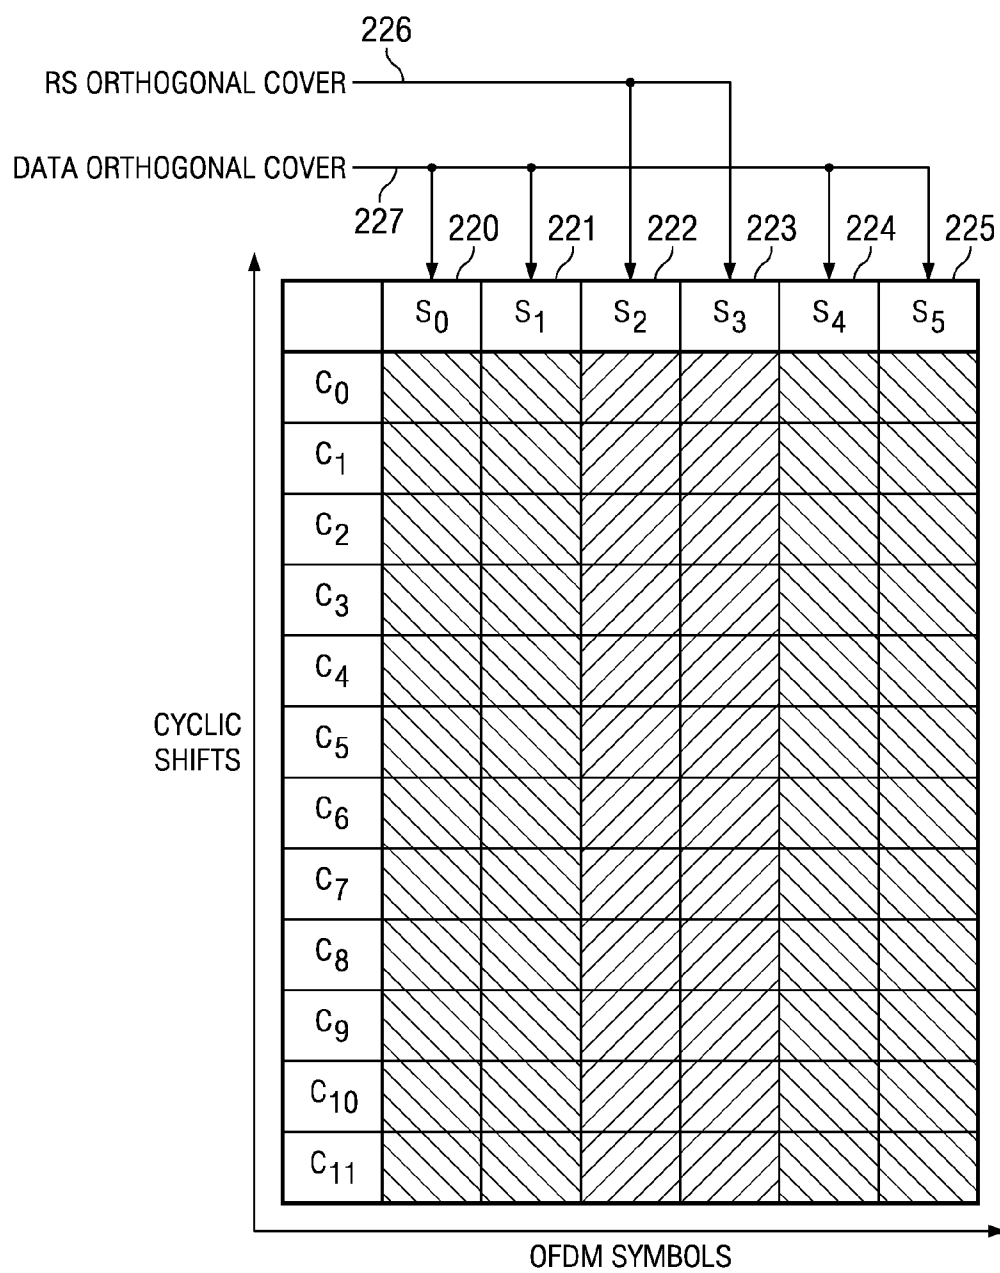 226
RS ORTHOGONAL COVER
DATA ORTHOGONAL COVER
227 220 221 222 223 224 225
S0 S1 S2 S3 S4 S5
C0
C1
C2
C3
C4
C5
C6
C7
C8
C9
C10
C11
CYCLIC
SHIFTS
OFDM SYMBOLS